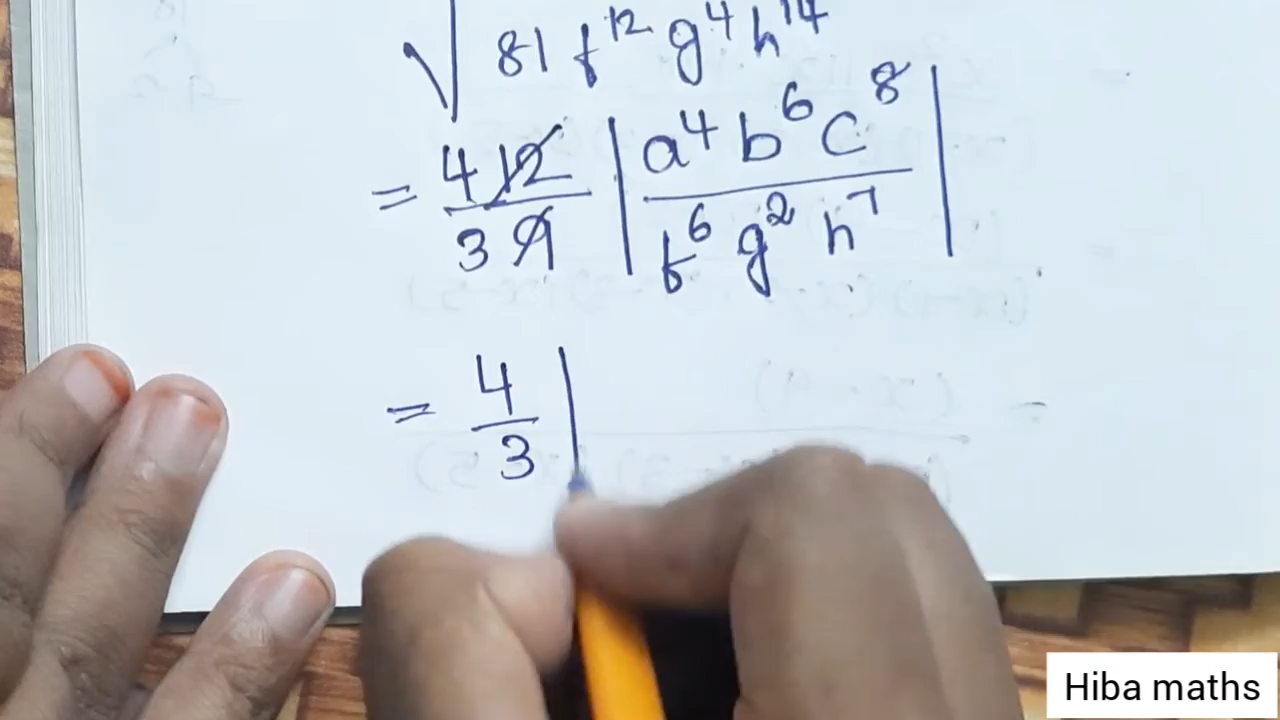 √ 81 f¹² g⁴ h¹⁴
= 4 12 / 3 9 | a⁴ b⁶ c⁸ / f⁶ g² h⁷ |
= 4 / 3 |
Hiba maths